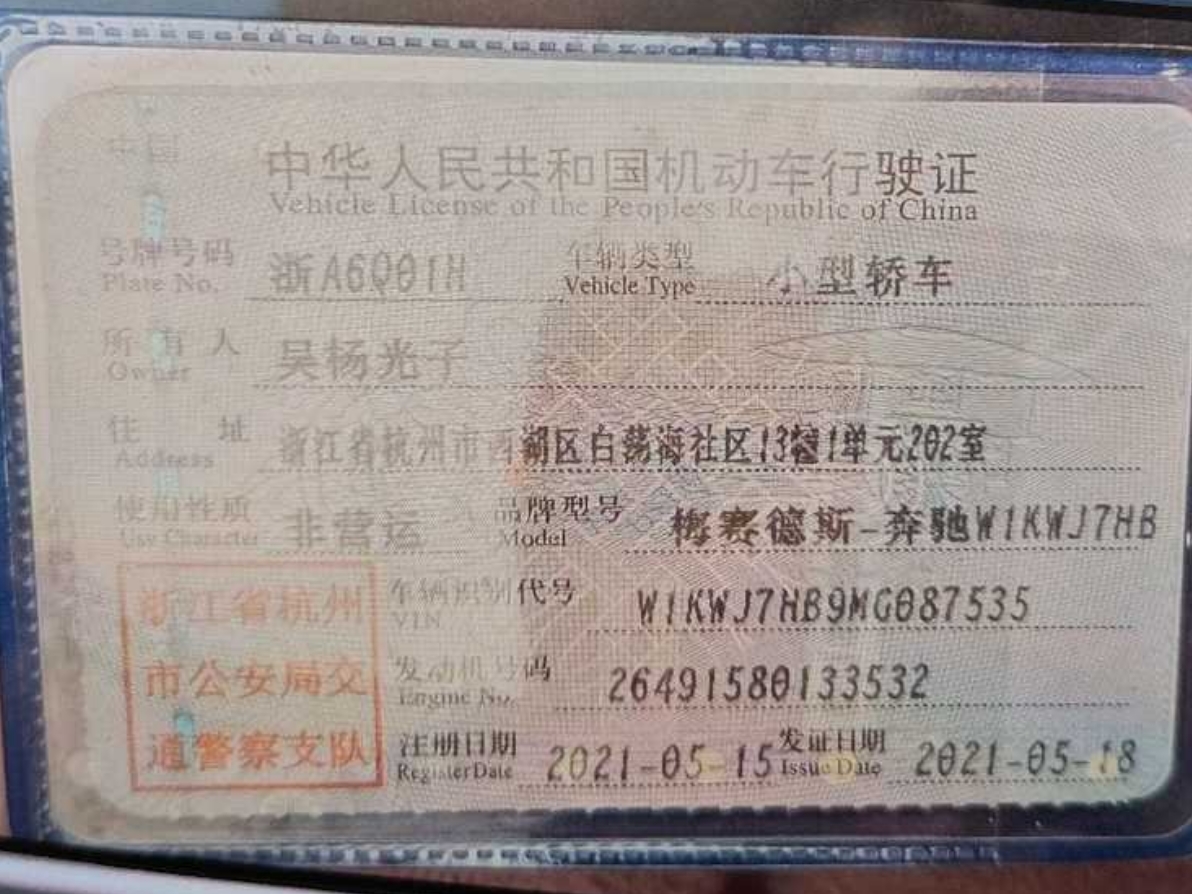 中国
中华人民共和国机动车行驶证
Vehicle License of the People's Republic of China
号牌号码 浙A6Q01H 车辆类型 小型轿车
Plate No. Vehicle Type
所有人 吴杨光子
Owner
住址 浙江省杭州市西湖区白荡海社区13幢1单元202室
Address
使用性质 非营运 品牌型号 梅赛德斯-奔驰W1KWJ7HB
Use Character Model
浙江省杭州 车辆识别代号 W1KWJ7HB9MG087535
VIN
市公安局交 发动机号码 26491580133532
Engine No.
通警察支队 注册日期 2021-05-15 发证日期 2021-05-18
Register Date Issue Date